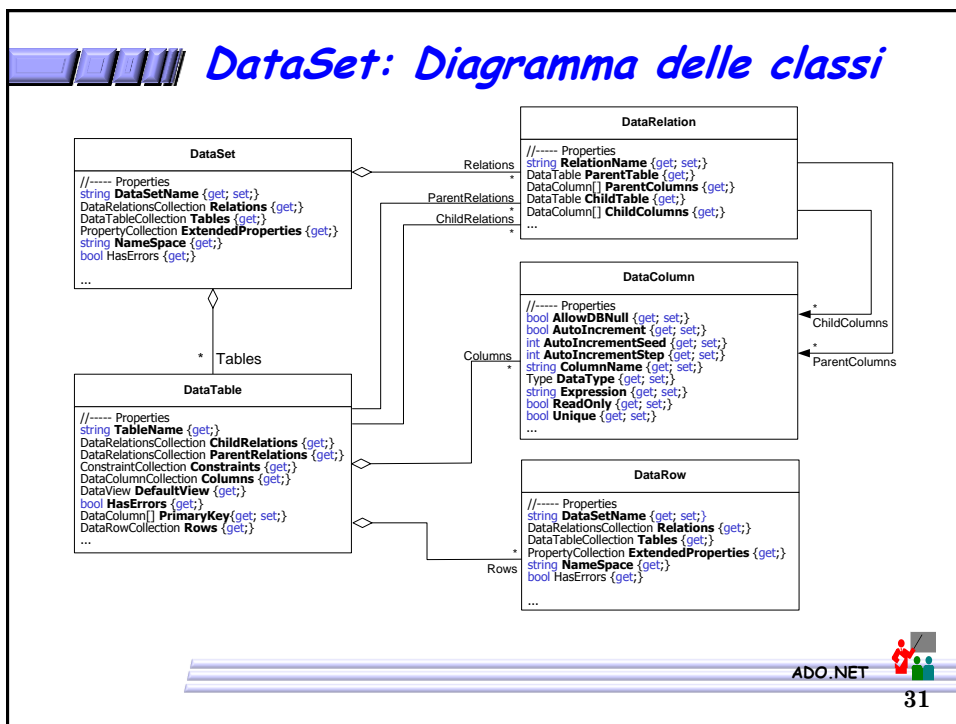 DataSet: Diagramma delle classi
DataSet
//----- Properties
string DataSetName {get; set;}
DataRelationsCollection Relations {get;}
DataTableCollection Tables {get;}
PropertyCollection ExtendedProperties {get;}
string NameSpace {get;}
bool HasErrors {get;}
...
Relations
*
ParentRelations
*
ChildRelations
*
DataRelation
//----- Properties
string RelationName {get; set;}
DataTable ParentTable {get;}
DataColumn[] ParentColumns {get;}
DataTable ChildTable {get;}
DataColumn[] ChildColumns {get;}
...
DataColumn
//----- Properties
bool AllowDBNull {get; set;}
bool AutoIncrement {get; set;}
int AutoIncrementSeed {get; set;}
int AutoIncrementStep {get; set;}
string ColumnName {get; set;}
Type DataType {get; set;}
string Expression {get; set;}
bool ReadOnly {get; set;}
bool Unique {get; set;}
...
*
ChildColumns
*
ParentColumns
* Tables
Columns
*
DataTable
//----- Properties
string TableName {get;}
DataRelationsCollection ChildRelations {get;}
DataRelationsCollection ParentRelations {get;}
ConstraintCollection Constraints {get;}
DataColumnCollection Columns {get;}
DataView DefaultView {get;}
bool HasErrors {get;}
DataColumn[] PrimaryKey{get; set;}
DataRowCollection Rows {get;}
...
*
Rows
DataRow
//----- Properties
string DataSetName {get; set;}
DataRelationsCollection Relations {get;}
DataTableCollection Tables {get;}
PropertyCollection ExtendedProperties {get;}
string NameSpace {get;}
bool HasErrors {get;}
...
ADO.NET
31